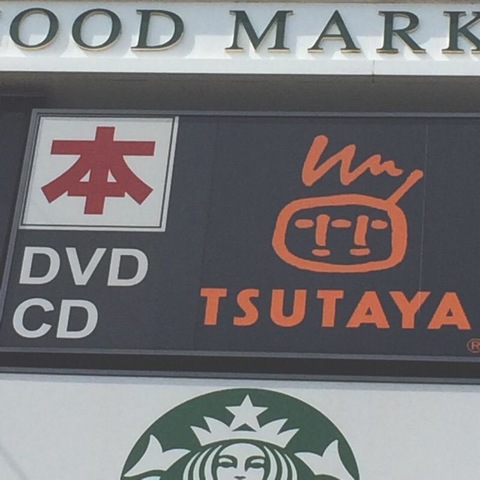 OOD MARK
本
DVD
CD
TSUTAYA
®